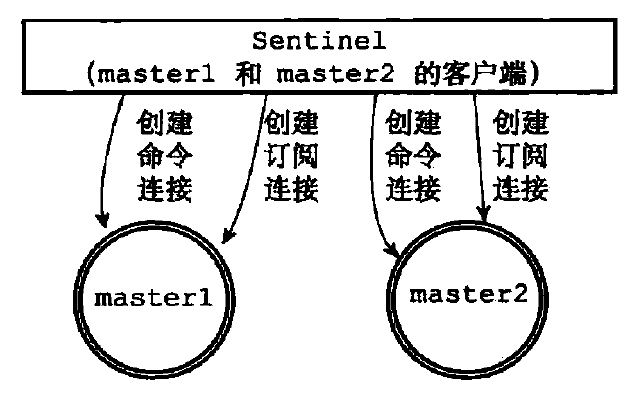 Sentinel
(master1 和 master2 的客户端)
创建
命令
连接
创建
订阅
连接
创建
命令
连接
创建
订阅
连接
master1
master2